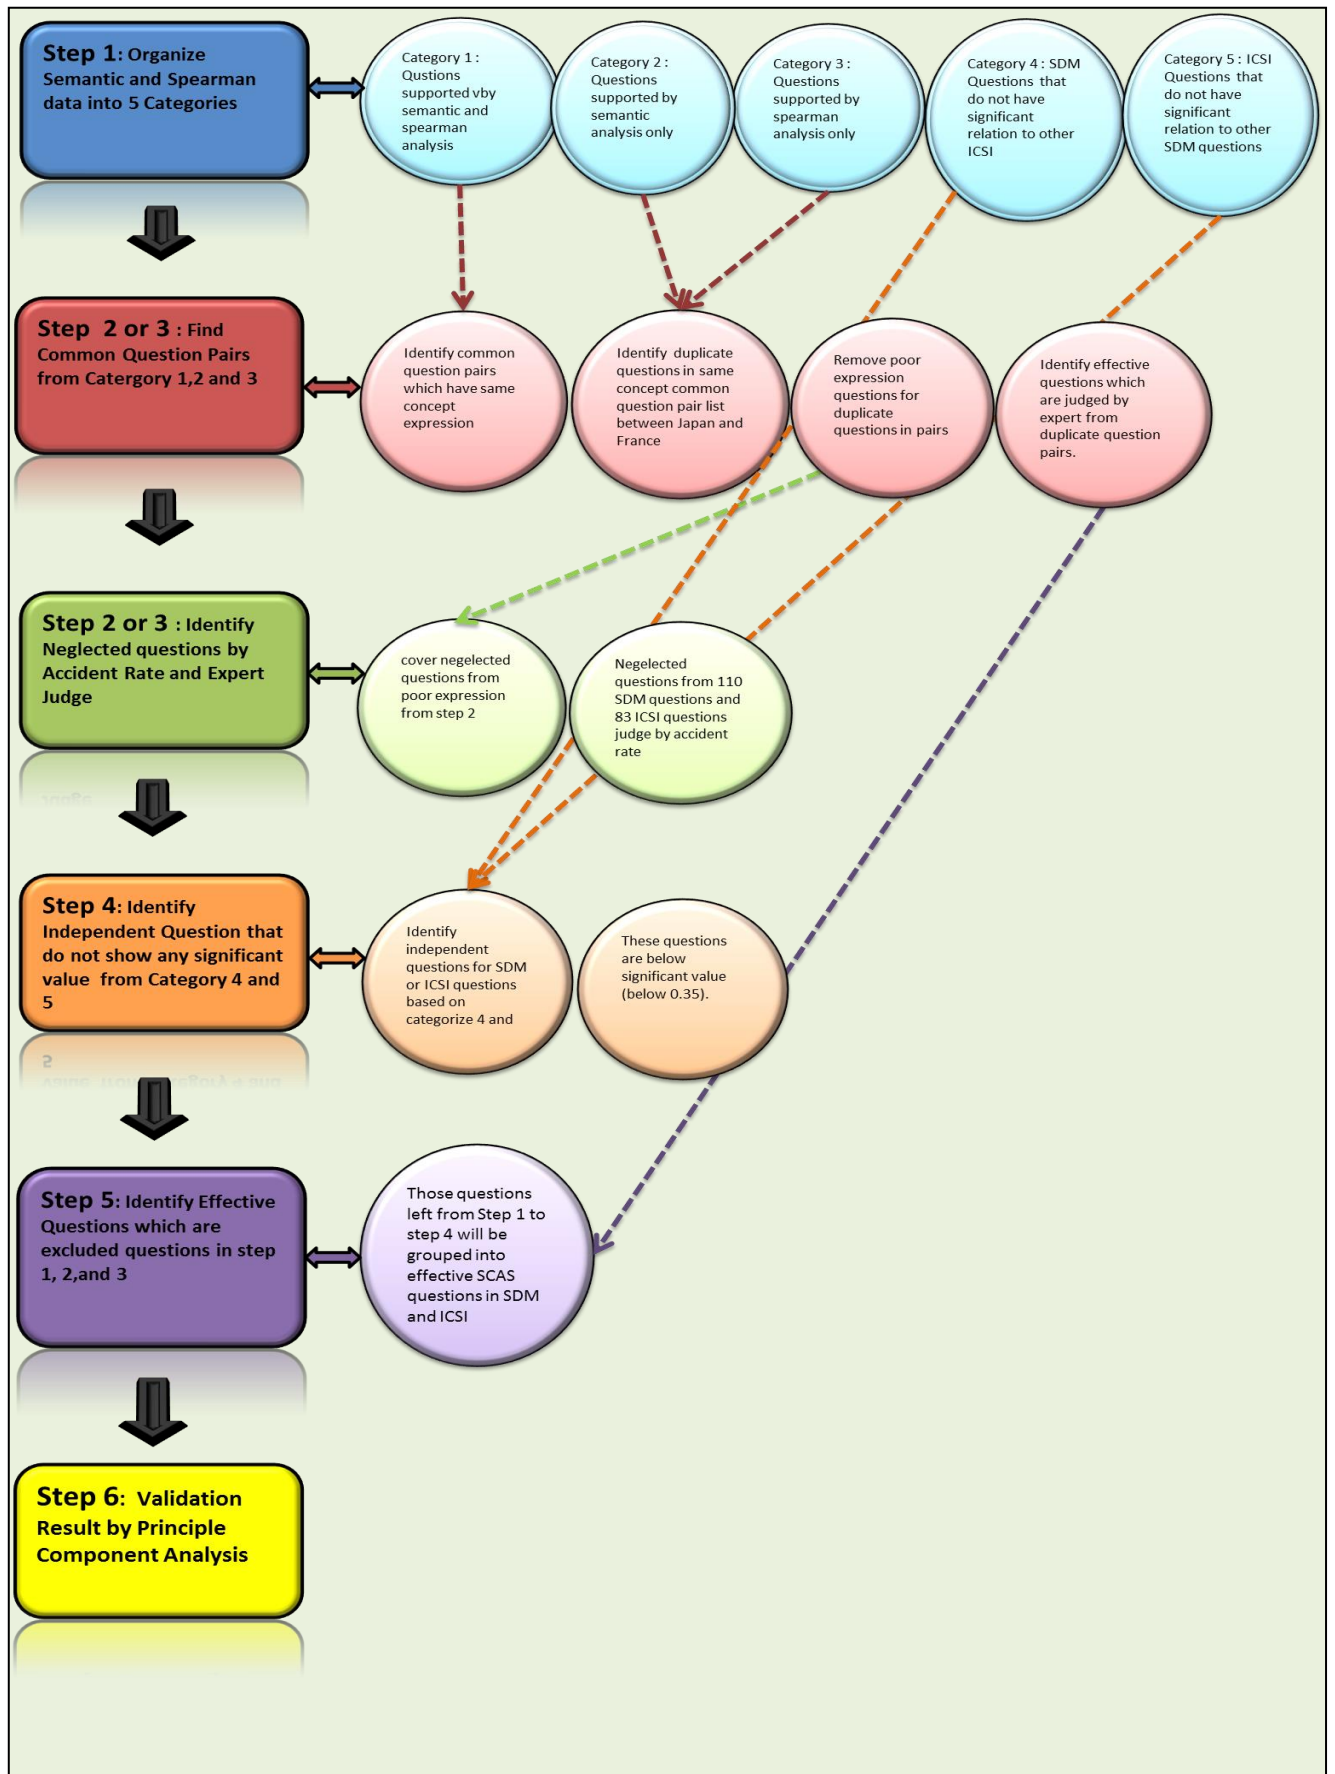 Step 1: Organize
Semantic and Spearman
data into 5 Categories
Category 1 :
Qustions
supported vby
semantic and
spearman
analysis
Category 2 :
Questions
supported by
semantic
analysis only
Category 3 :
Questions
supported by
spearman
analysis only
Category 4 : SDM
Questions that
do not have
significant
relation to other
ICSI
Category 5 : ICSI
Questions that
do not have
significant
relation to other
SDM questions
Step 2 or 3 : Find
Common Question Pairs
from Catergory 1,2 and 3
Identify common
question pairs
which have same
concept
expression
Identify duplicate
questions in same
concept common
question pair list
between Japan and
France
Remove poor
expression
questions for
duplicate
questions in pairs
Identify effective
questions which
are judged by
expert from
duplicate question
pairs.
Step 2 or 3 : Identify
Neglected questions by
Accident Rate and Expert
Judge
cover negelected
questions from
poor expression
from step 2
Negelected
questions from 110
SDM questions and
83 ICSI questions
judge by accident
rate
Step 4: Identify
Independent Question that
do not show any significant
value from Category 4 and
5
Identify
independent
questions for SDM
or ICSI questions
based on
categorize 4 and
These questions
are below
significant value
(below 0.35).
Step 5: Identify Effective
Questions which are
excluded questions in step
1, 2,and 3
Those questions
left from Step 1 to
step 4 will be
grouped into
effective SCAS
questions in SDM
and ICSI
Step 6: Validation
Result by Principle
Component Analysis